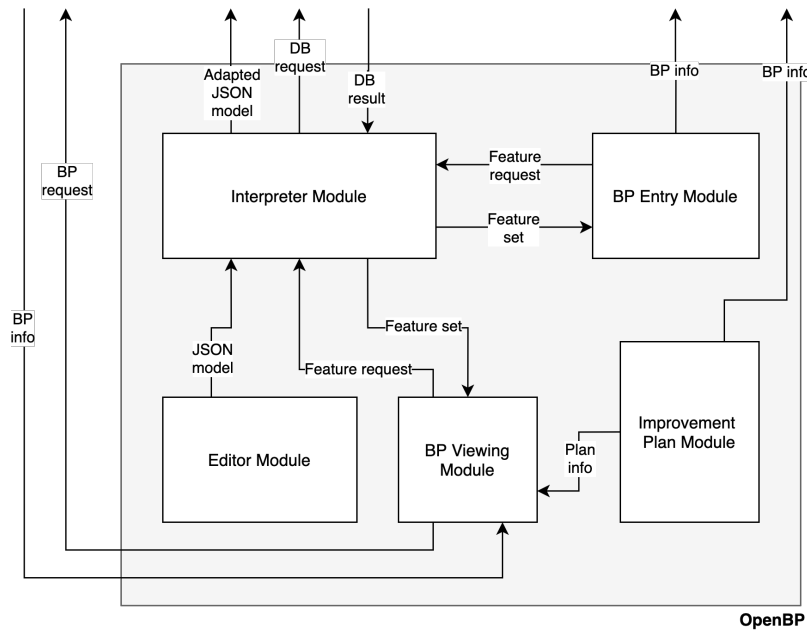 DB
request
Adapted
JSON
model
DB
result
BP info
BP info
BP
request
Interpreter Module
Feature
request
Feature
set
BP Entry Module
BP
info
Feature set
JSON
model
Feature request
Editor Module
BP Viewing
Module
Plan
info
Improvement
Plan Module
OpenBP